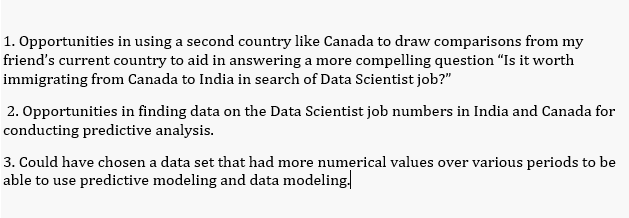 1. Opportunities in using a second country like Canada to draw comparisons from my
friend’s current country to aid in answering a more compelling question “Is it worth
immigrating from Canada to India in search of Data Scientist job?”
2. Opportunities in finding data on the Data Scientist job numbers in India and Canada for
conducting predictive analysis.
3. Could have chosen a data set that had more numerical values over various periods to be
able to use predictive modeling and data modeling.